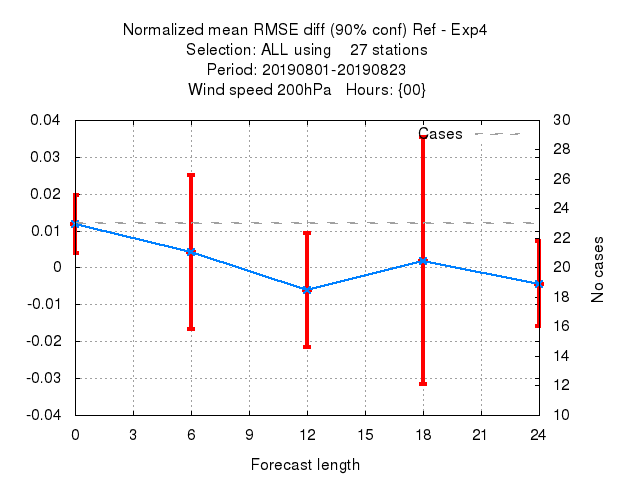 Normalized mean RMSE diff (90% conf) Ref - Exp4
Selection: ALL using    27 stations
Period: 20190801-20190823
Wind speed 200hPa   Hours: {00}
Cases
0.04
0.03
0.02
0.01
0
-0.01
-0.02
-0.03
-0.04
30
28
26
24
22
20
18
16
14
12
10
No cases
0 3 6 9 12 15 18 21 24
Forecast length